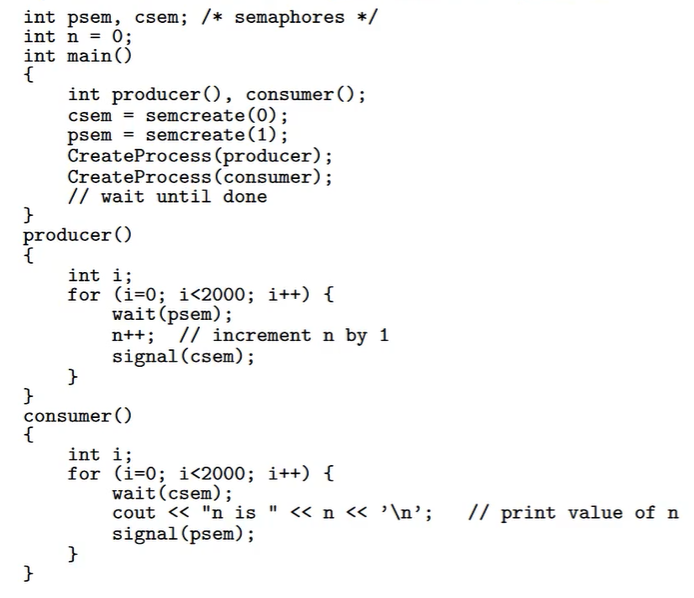 int psem, csem; /* semaphores */
int n = 0;
int main()
{
    int producer(), consumer();
    csem = semcreate(0);
    psem = semcreate(1);
    CreateProcess(producer);
    CreateProcess(consumer);
    // wait until done
}
producer()
{
    int i;
    for (i=0; i<2000; i++) {
        wait(psem);
        n++;  // increment n by 1
        signal(csem);
    }
}
consumer()
{
    int i;
    for (i=0; i<2000; i++) {
        wait(csem);
        cout << "n is " << n << ’\n’;   // print value of n
        signal(psem);
    }
}